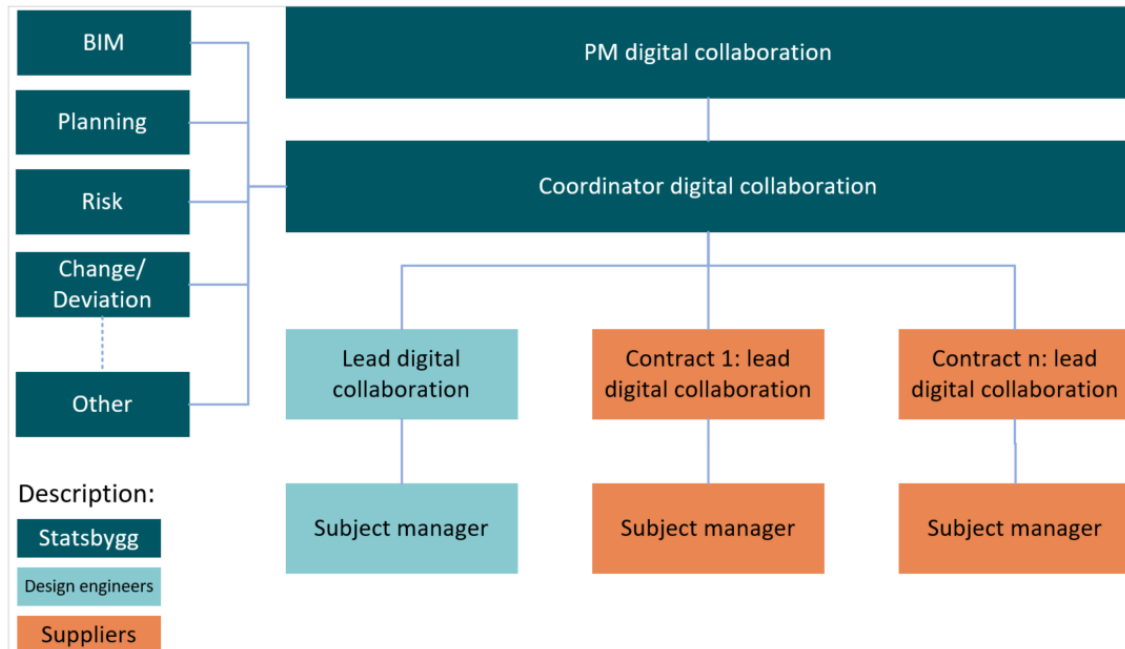 BIM
Planning
Risk
Change/
Deviation
Other
PM digital collaboration
Coordinator digital collaboration
Lead digital
collaboration
Contract 1: lead
digital collaboration
Contract n: lead
digital collaboration
Subject manager
Subject manager
Subject manager
Description:
Statsbygg
Design engineers
Suppliers